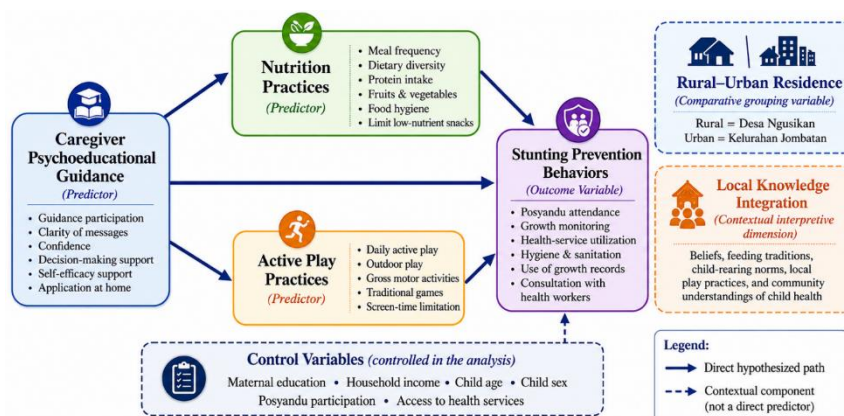 Caregiver
Psychoeducational
Guidance
(Predictor)
• Guidance participation
• Clarity of messages
• Confidence
• Decision-making support
• Self-efficacy support
• Application at home
Nutrition
Practices
(Predictor)
• Meal frequency
• Dietary diversity
• Protein intake
• Fruits & vegetables
• Food hygiene
• Limit low-nutrient snacks
Active Play
Practices
(Predictor)
• Daily active play
• Outdoor play
• Gross motor activities
• Traditional games
• Screen-time limitation
Stunting Prevention
Behaviors
(Outcome Variable)
• Posyandu attendance
• Growth monitoring
• Health-service utilization
• Hygiene & sanitation
• Use of growth records
• Consultation with
health workers
Control Variables (controlled in the analysis)
Maternal education • Household income • Child age • Child sex
Posyandu participation • Access to health services
Rural–Urban Residence
(Comparative grouping variable)
Rural = Desa Ngusikan
Urban = Kelurahan Jombatan
Local Knowledge
Integration
(Contextual interpretive
dimension)
Beliefs, feeding traditions,
child-rearing norms, local
play practices, and community
understandings of child health
Legend:
Direct hypothesized path
Contextual component
(not a direct predictor)